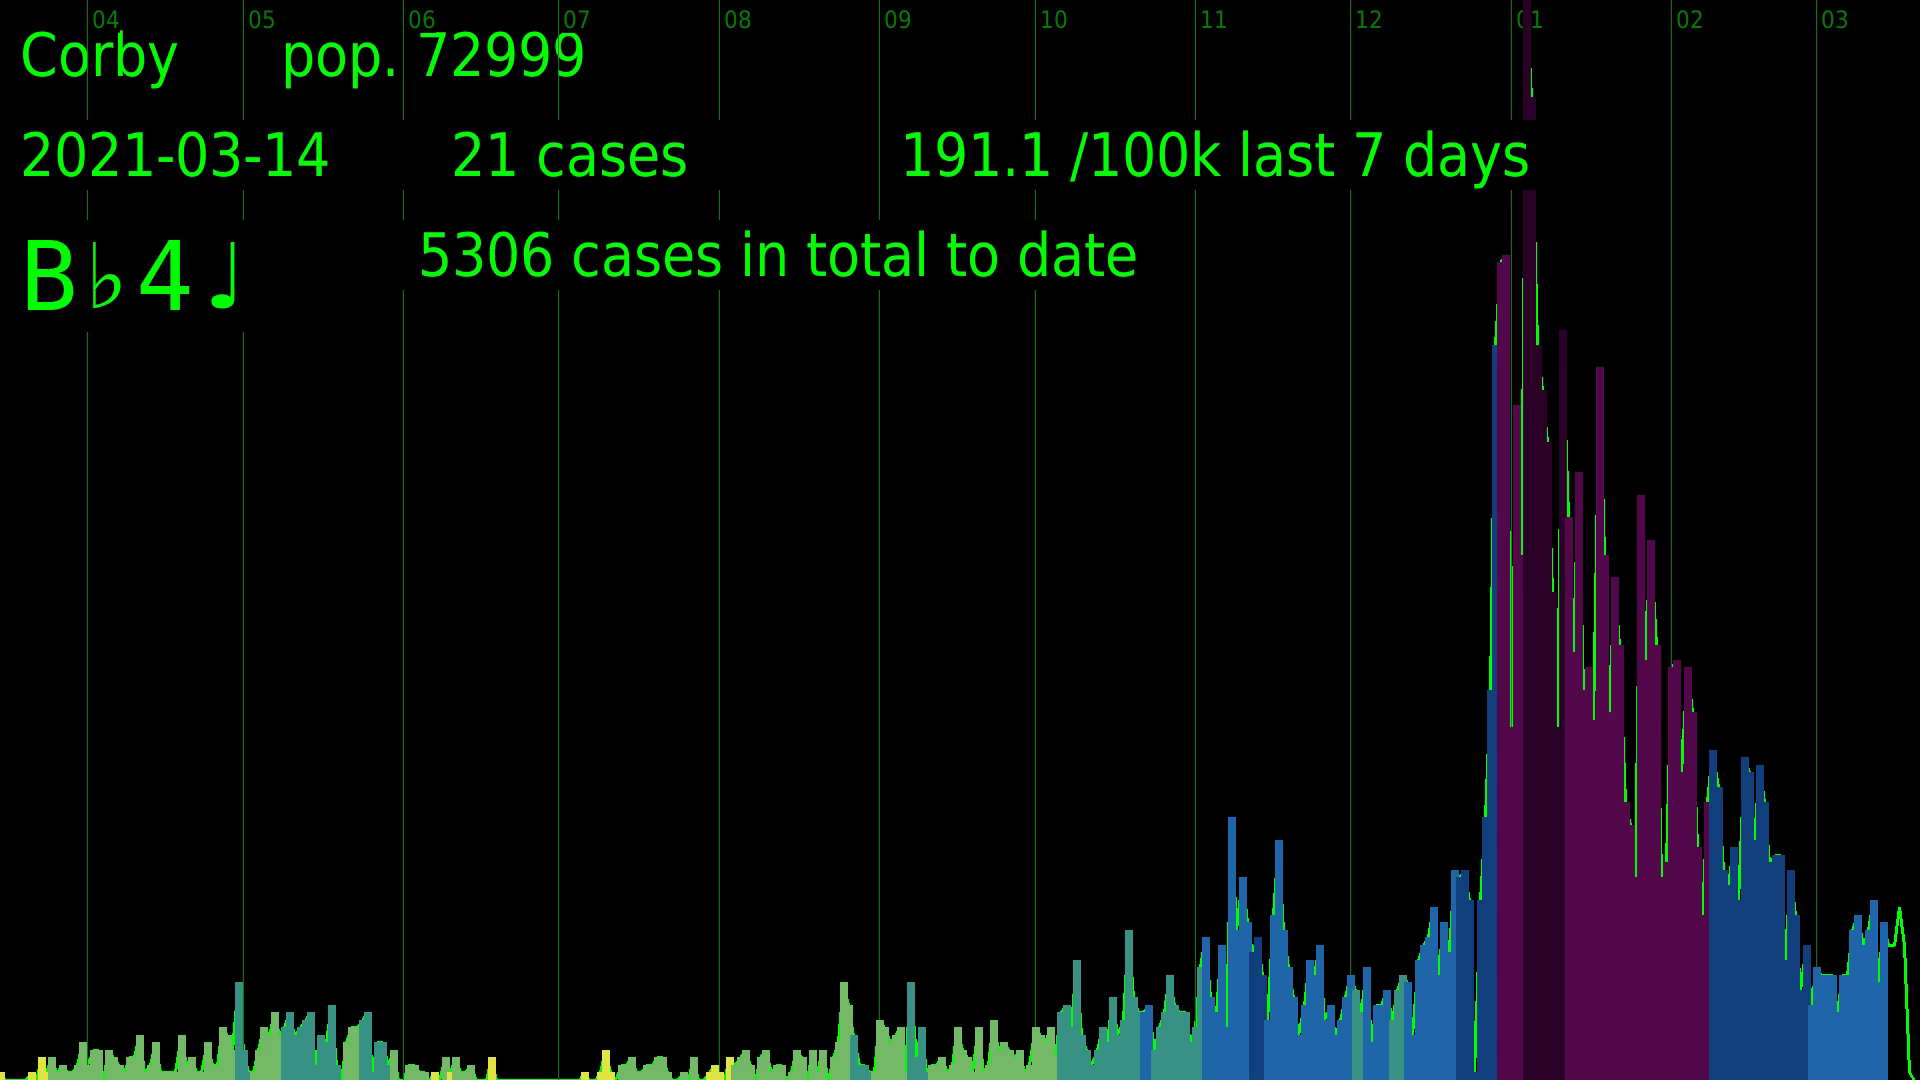 04 05 06 07 08 09 10 11 12 01 02 03
Corby pop. 72999
2021-03-14 21 cases 191.1 /100k last 7 days
B♭4♩ 5306 cases in total to date